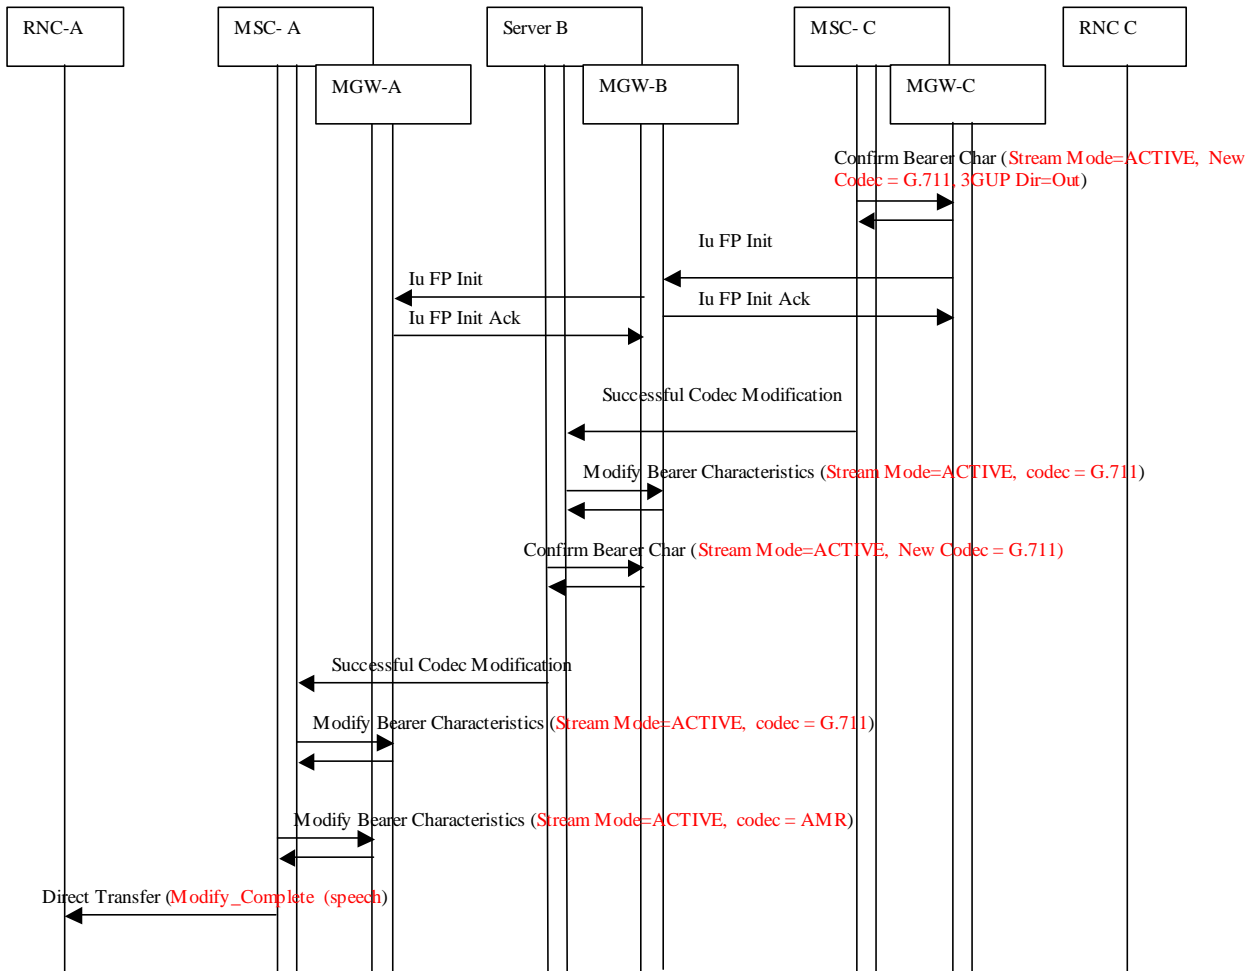 RNC-A
MSC- A
Server B
MSC- C
RNC C
MGW-A
MGW-B
MGW-C
Confirm Bearer Char (Stream Mode=ACTIVE, New
Codec = G.711, 3GUP Dir=Out)
Iu FP Init
Iu FP Init
Iu FP Init Ack
Iu FP Init Ack
Successful Codec Modification
Modify Bearer Characteristics (Stream Mode=ACTIVE, codec = G.711)
Confirm Bearer Char (Stream Mode=ACTIVE, New Codec = G.711)
Successful Codec Modification
Modify Bearer Characteristics (Stream Mode=ACTIVE, codec = G.711)
Modify Bearer Characteristics (Stream Mode=ACTIVE, codec = AMR)
Direct Transfer (Modify_Complete (speech)